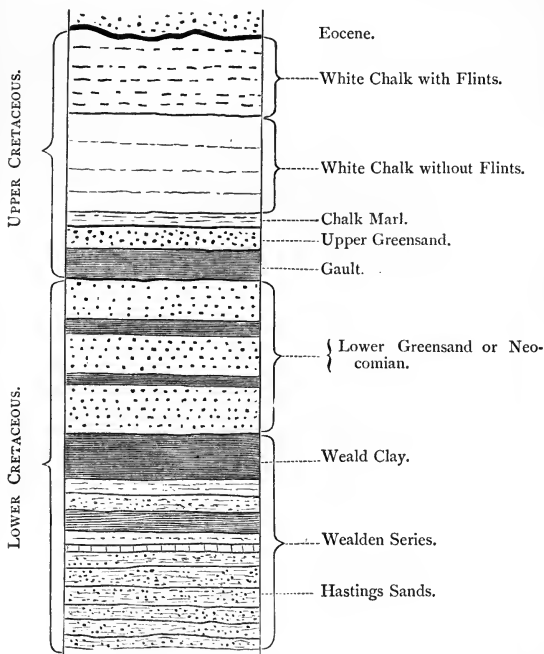 Eocene.
UPPER CRETACEOUS.
White Chalk with Flints.
White Chalk without Flints.
Chalk Marl.
Upper Greensand.
Gault.
LOWER CRETACEOUS.
Lower Greensand or Neo-
comian.
Weald Clay.
Wealden Series.
Hastings Sands.